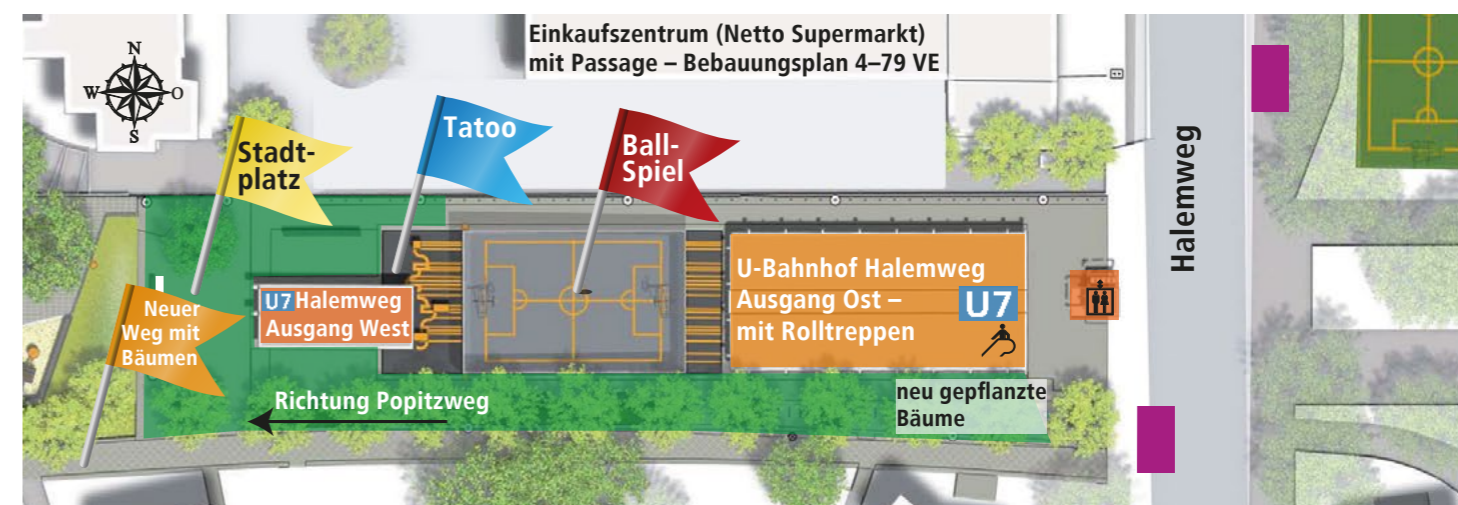 Einkaufszentrum (Netto Supermarkt)
mit Passage – Bebauungsplan 4–79 VE
N
W
O
S
Stadt-
platz
Tatoo
Ball-
Spiel
Halemweg
Neuer
Weg mit
Bäumen
U7 Halemweg
Ausgang West
U-Bahnhof Halemweg
Ausgang Ost –
mit Rolltreppen
U7
Richtung Popitzweg
neu gepflanzte
Bäume